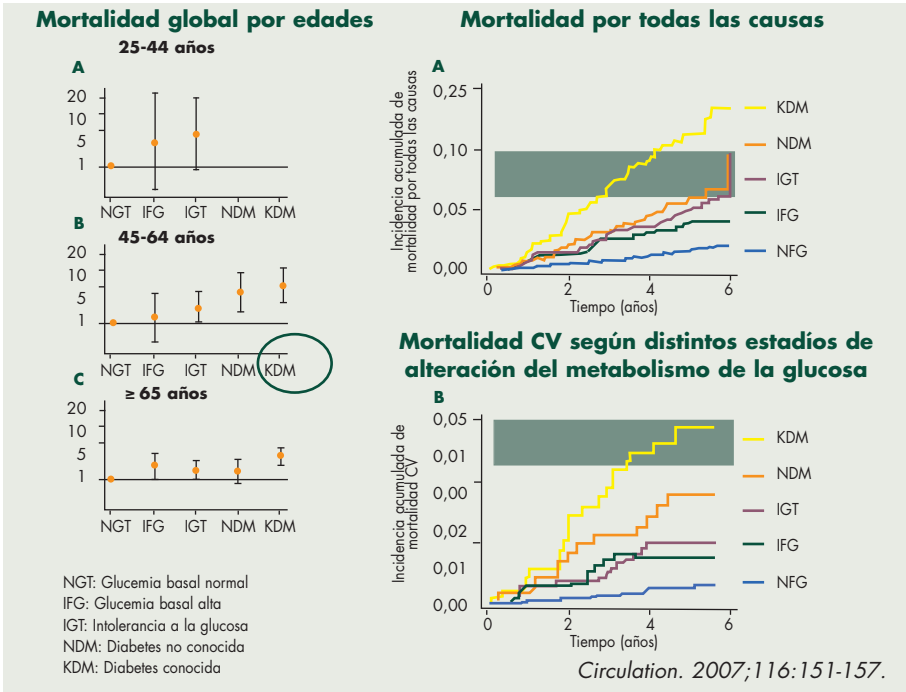 Mortalidad global por edades
25-44 años
A
20
10
5
1
NGT IFG IGT NDM KDM
B
45-64 años
20
10
5
1
NGT IFG IGT NDM KDM
C
≥ 65 años
20
10
5
1
NGT IFG IGT NDM KDM
NGT: Glucemia basal normal
IFG: Glucemia basal alta
IGT: Intolerancia a la glucosa
NDM: Diabetes no conocida
KDM: Diabetes conocida
Mortalidad por todas las causas
A
Incidencia acumulada de
mortalidad por todas las causas
0,25
0,10
0,05
0,00
0 2 4 6
Tiempo (años)
KDM
NDM
IGT
IFG
NFG
Mortalidad CV según distintos estadíos de
alteración del metabolismo de la glucosa
B
Incidencia acumulada de
mortalidad CV
0,05
0,01
0,00
0,02
0,01
0,00
0 2 4 6
Tiempo (años)
KDM
NDM
IGT
IFG
NFG
Circulation. 2007;116:151-157.